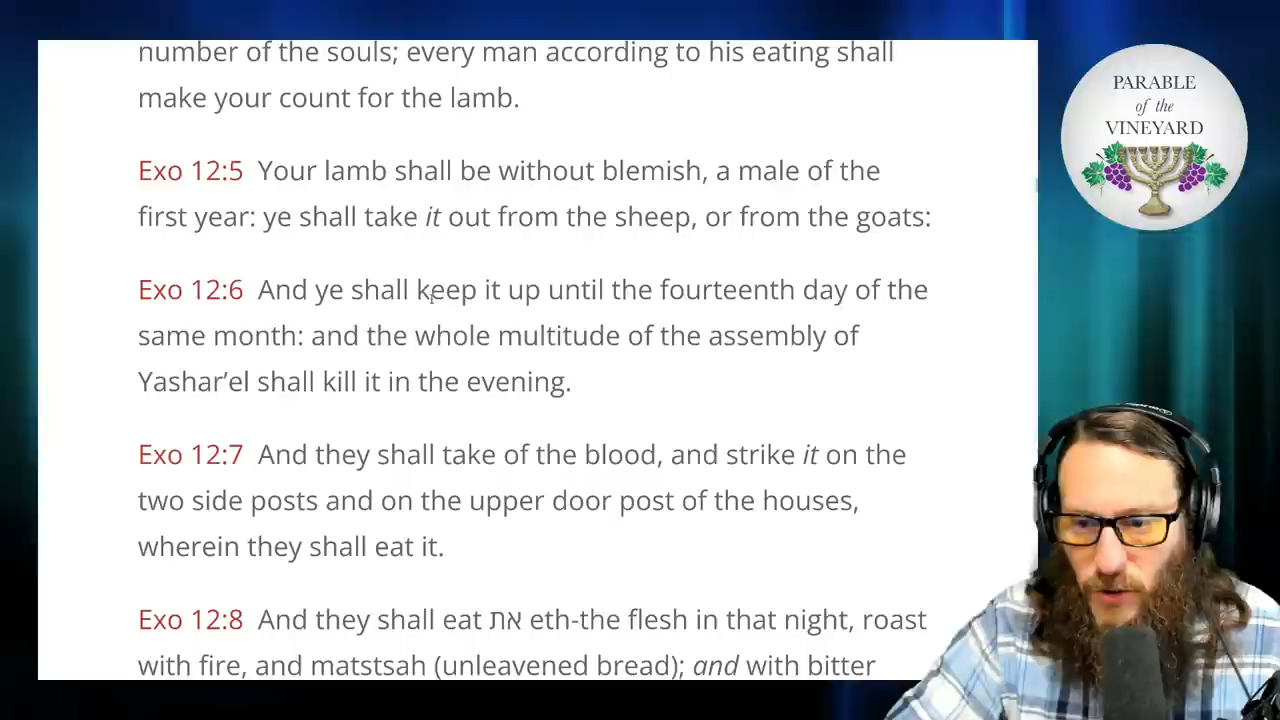 number of the souls; every man according to his eating shall
make your count for the lamb.
Exo 12:5 Your lamb shall be without blemish, a male of the
first year: ye shall take it out from the sheep, or from the goats:
Exo 12:6 And ye shall keep it up until the fourteenth day of the
same month: and the whole multitude of the assembly of
Yashar’el shall kill it in the evening.
Exo 12:7 And they shall take of the blood, and strike it on the
two side posts and on the upper door post of the houses,
wherein they shall eat it.
Exo 12:8 And they shall eat את eth-the flesh in that night, roast
with fire, and matstsah (unleavened bread); and with bitter
PARABLE
of the
VINEYARD